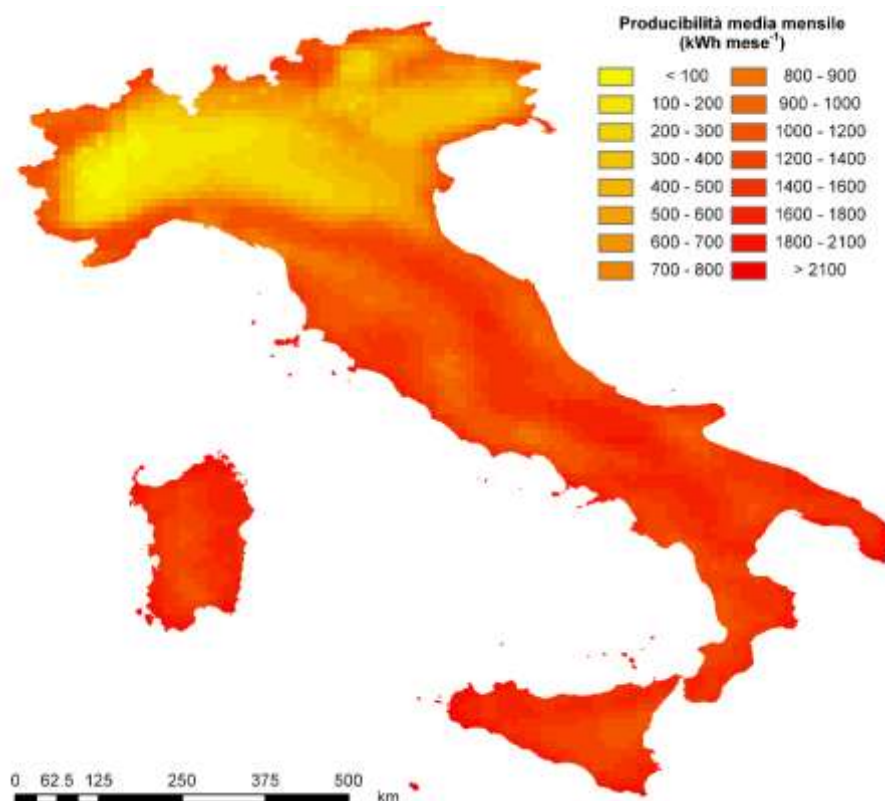 Producibilità media mensile
(kWh mese⁻¹)
< 100
100 - 200
200 - 300
300 - 400
400 - 500
500 - 600
600 - 700
700 - 800
800 - 900
900 - 1000
1000 - 1200
1200 - 1400
1400 - 1600
1600 - 1800
1800 - 2100
> 2100
0 62.5 125 250 375 500
km